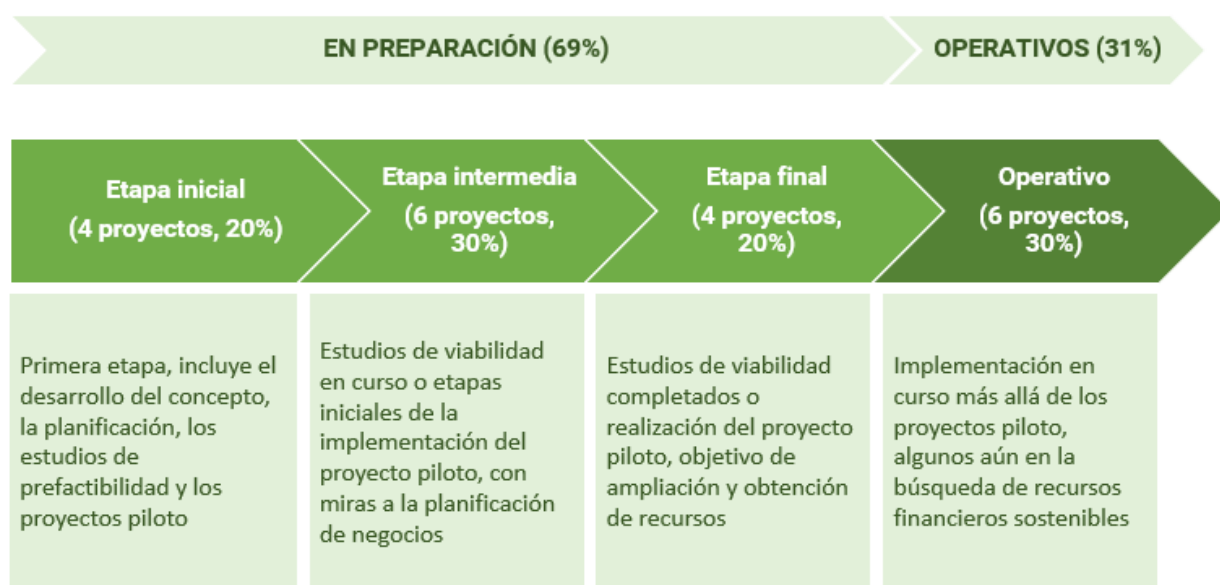 EN PREPARACIÓN (69%)
OPERATIVOS (31%)
Etapa inicial
(4 proyectos, 20%)
Etapa intermedia
(6 proyectos,
30%)
Etapa final
(4 proyectos,
20%)
Operativo
(6 proyectos,
30%)
Primera etapa, incluye el
desarrollo del concepto,
la planificación, los
estudios de
prefactibilidad y los
proyectos piloto
Estudios de viabilidad
en curso o etapas
iniciales de la
implementación del
proyecto piloto, con
miras a la planificación
de negocios
Estudios de viabilidad
completados o
realización del proyecto
piloto, objetivo de
ampliación y obtención
de recursos
Implementación en
curso más allá de los
proyectos piloto,
algunos aún en la
búsqueda de recursos
financieros sostenibles